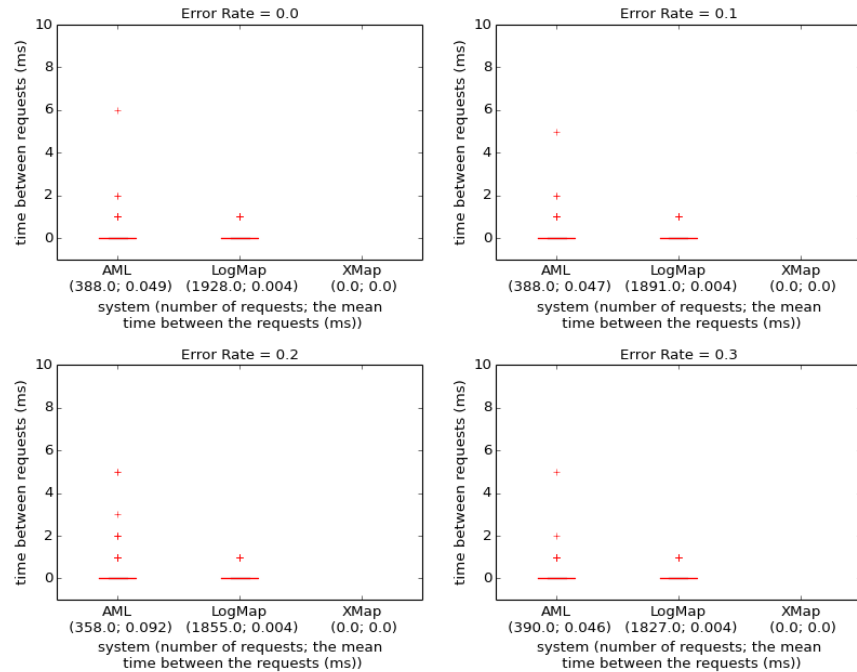 Error Rate = 0.0
10
8
6
4
2
0
time between requests (ms)
AML LogMap XMap
(388.0; 0.049) (1928.0; 0.004) (0.0; 0.0)
system (number of requests; the mean
time between the requests (ms))
Error Rate = 0.1
10
8
6
4
2
0
time between requests (ms)
AML LogMap XMap
(388.0; 0.047) (1891.0; 0.004) (0.0; 0.0)
system (number of requests; the mean
time between the requests (ms))
Error Rate = 0.2
10
8
6
4
2
0
time between requests (ms)
AML LogMap XMap
(358.0; 0.092) (1855.0; 0.004) (0.0; 0.0)
system (number of requests; the mean
time between the requests (ms))
Error Rate = 0.3
10
8
6
4
2
0
time between requests (ms)
AML LogMap XMap
(390.0; 0.046) (1827.0; 0.004) (0.0; 0.0)
system (number of requests; the mean
time between the requests (ms))